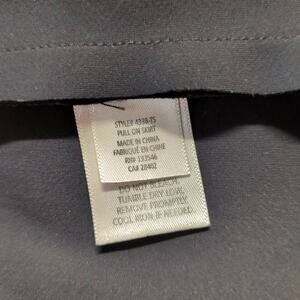 STYLE# 4338-25
PULL ON SKIRT
MADE IN CHINA
FABRIQUÉ EN CHINE
RN# 133546
CA# 28402
DO NOT BLEACH.
TUMBLE DRY LOW.
REMOVE PROMPTLY.
COOL IRON IF NEEDED.